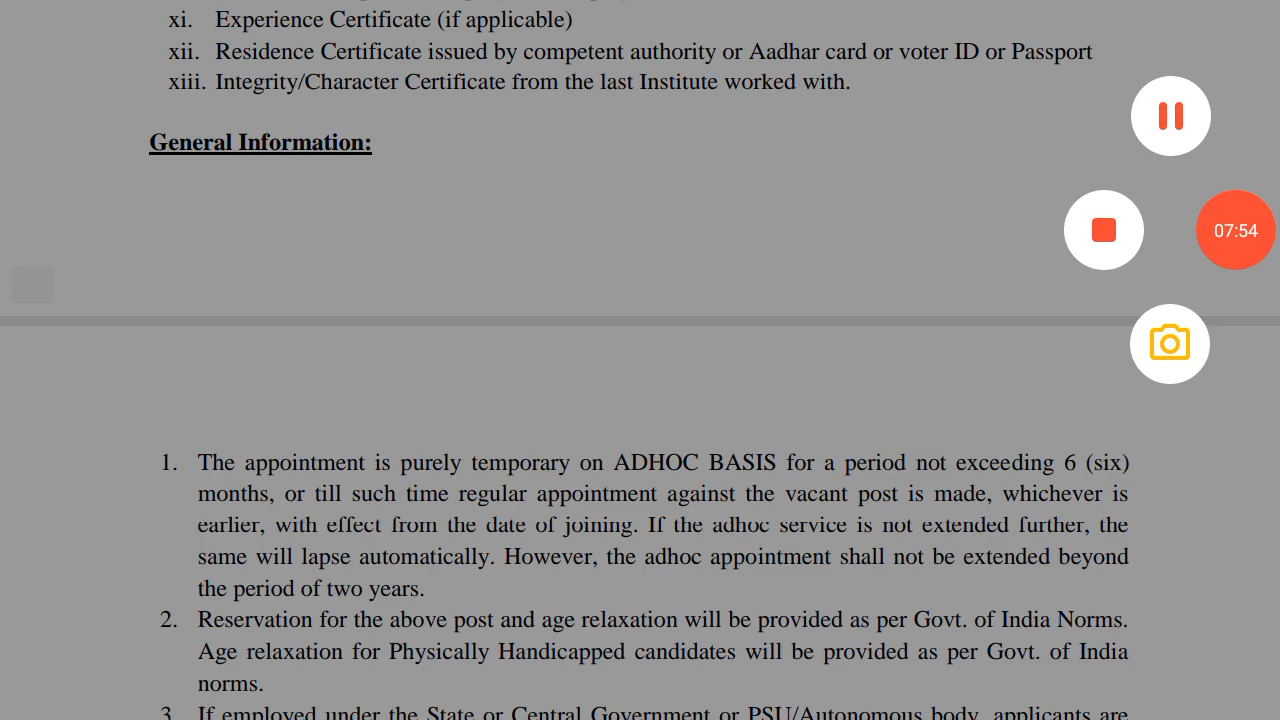 xi. Experience Certificate (if applicable)
xii. Residence Certificate issued by competent authority or Aadhar card or voter ID or Passport
xiii. Integrity/Character Certificate from the last Institute worked with.
General Information:
07:54
1. The appointment is purely temporary on ADHOC BASIS for a period not exceeding 6 (six)
months, or till such time regular appointment against the vacant post is made, whichever is
earlier, with effect from the date of joining. If the adhoc service is not extended further, the
same will lapse automatically. However, the adhoc appointment shall not be extended beyond
the period of two years.
2. Reservation for the above post and age relaxation will be provided as per Govt. of India Norms.
Age relaxation for Physically Handicapped candidates will be provided as per Govt. of India
norms.
3. If employed under the State or Central Government or PSU/Autonomous body, applicants are